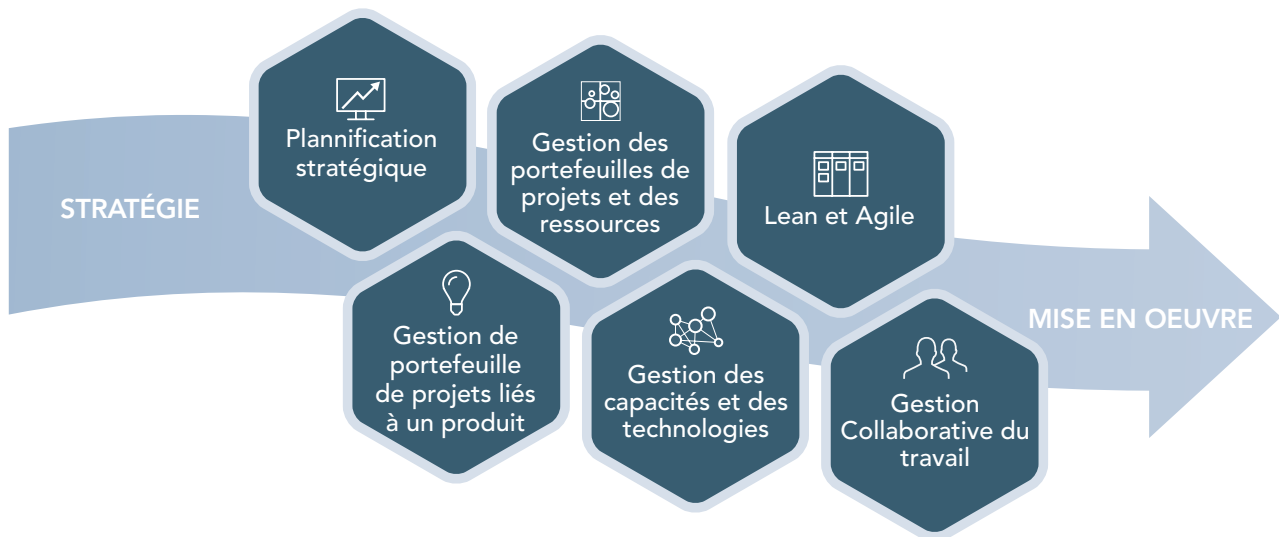 STRATÉGIE
Plannification
stratégique
Gestion des
portefeuilles de
projets et des
ressources
Lean et Agile
Gestion de
portefeuille
de projets liés
à un produit
Gestion des
capacités et des
technologies
Gestion
Collaborative du
travail
MISE EN OEUVRE